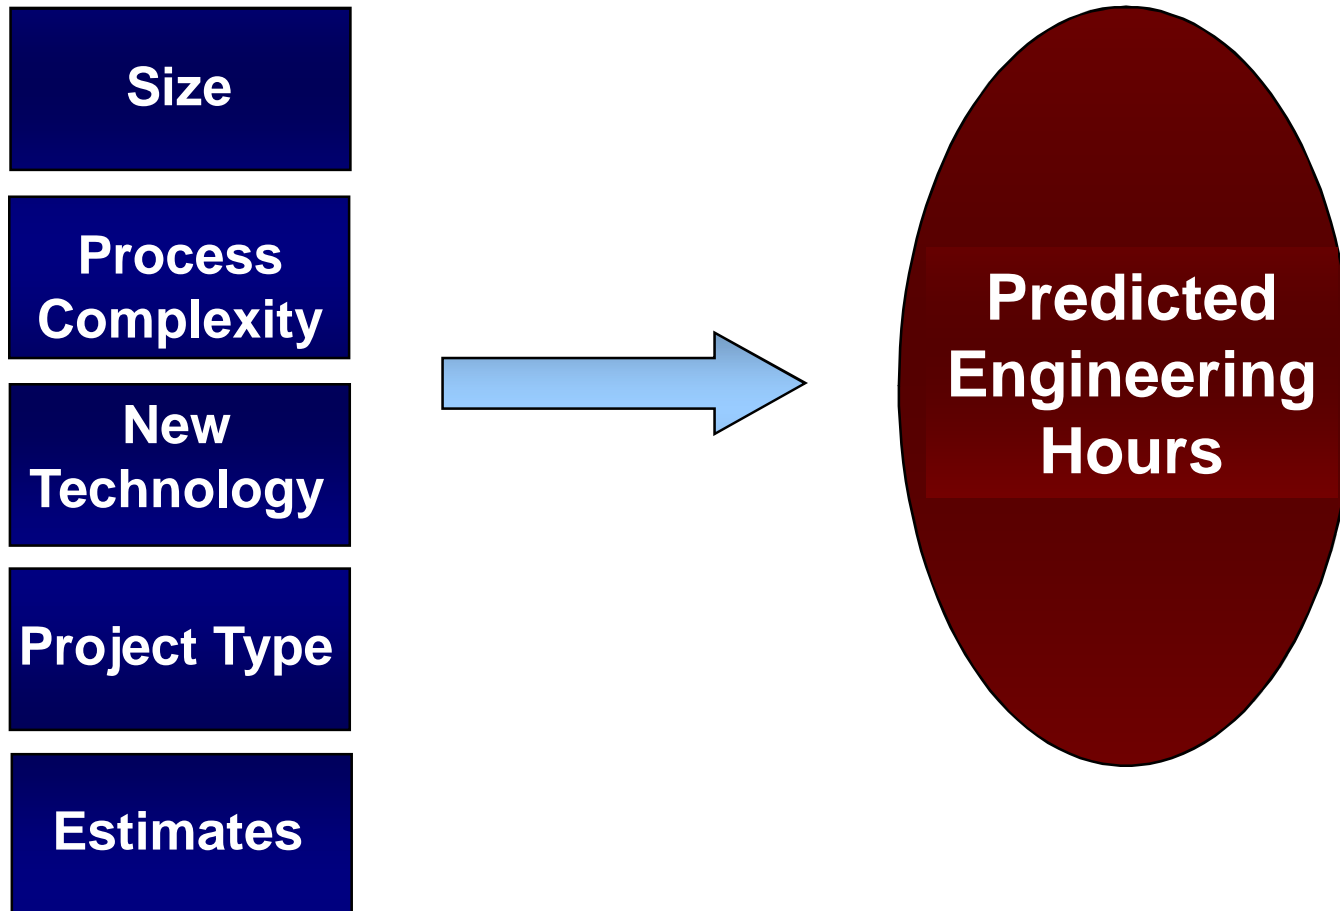 Size
Process
Complexity
New
Technology
Project Type
Estimates
Predicted
Engineering
Hours